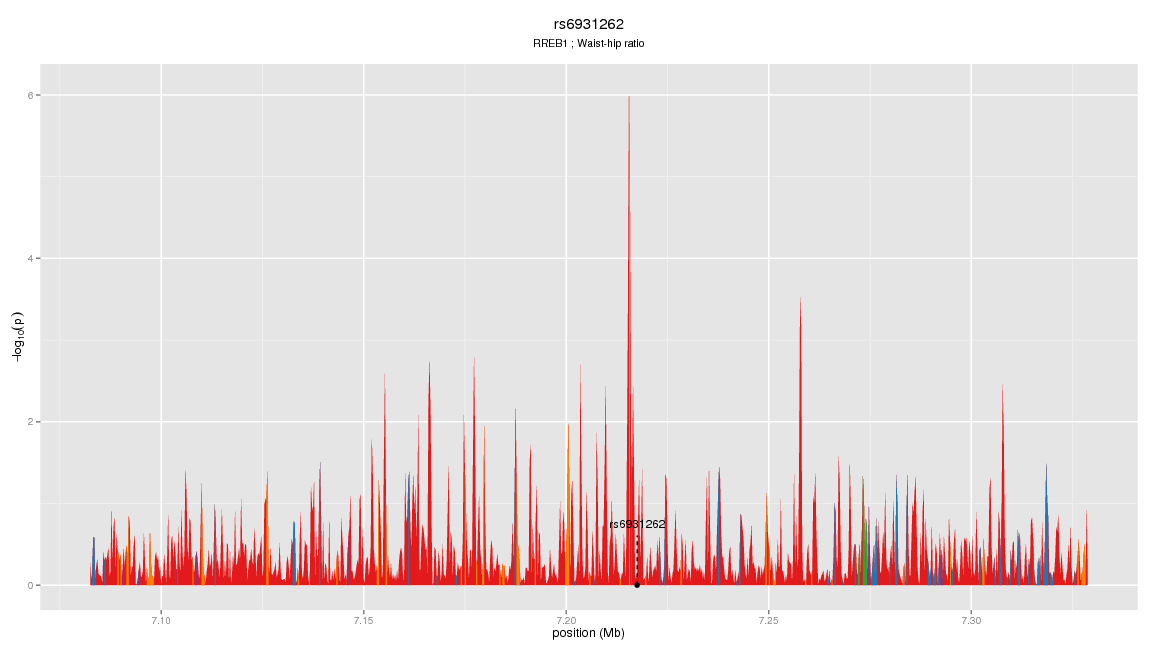 rs6931262
RREB1 ; Waist-hip ratio
6
4
2
0
−log10(p)
rs6931262
7.10 7.15 7.20 7.25 7.30
position (Mb)